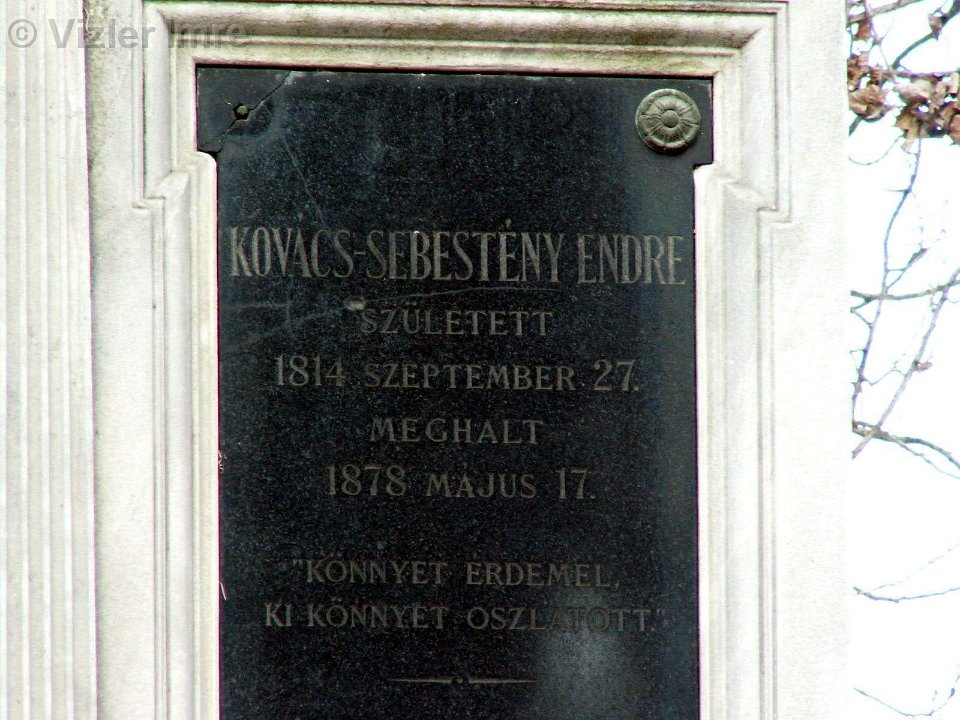 © Vizler Imre
KOVÁCS-SEBESTÉNY ENDRE
SZÜLETETT
1814 SZEPTEMBER 27.
MEGHALT
1878 MÁJUS 17.
"KÖNNYET ÉRDEMEL,
KI KÖNNYET OSZLATOTT."